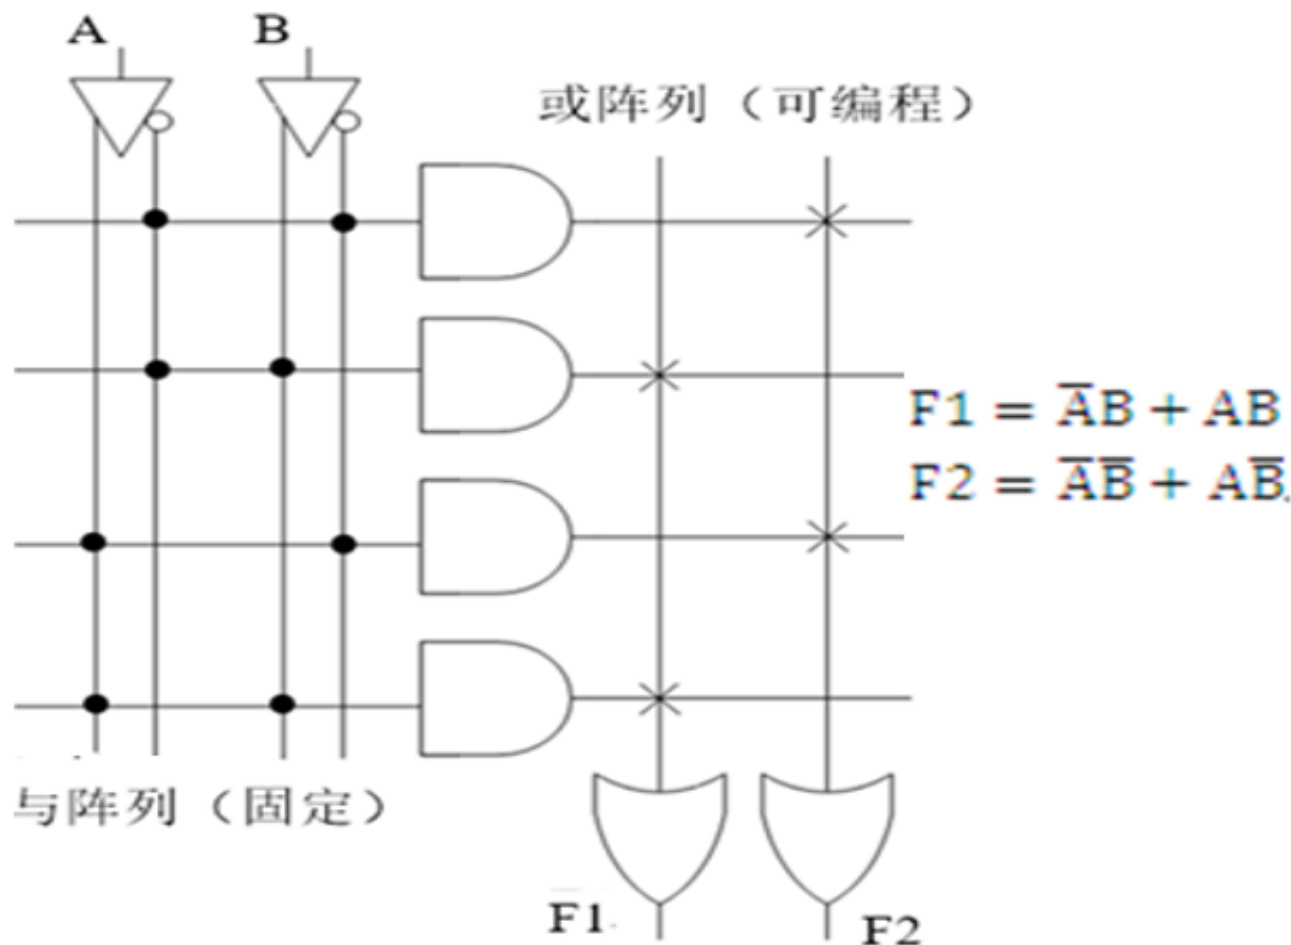 A B
或阵列（可编程）
F1 = A̅B + AB
F2 = A̅B̅ + AB̅
与阵列（固定）
F1
F2